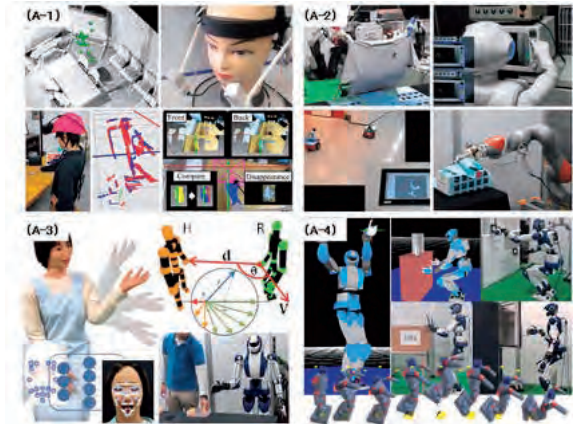 (A-1)
(A-2)
Front
Back
Compare
Disappearance
(A-3)
H
R
d
θ
V
(A-4)